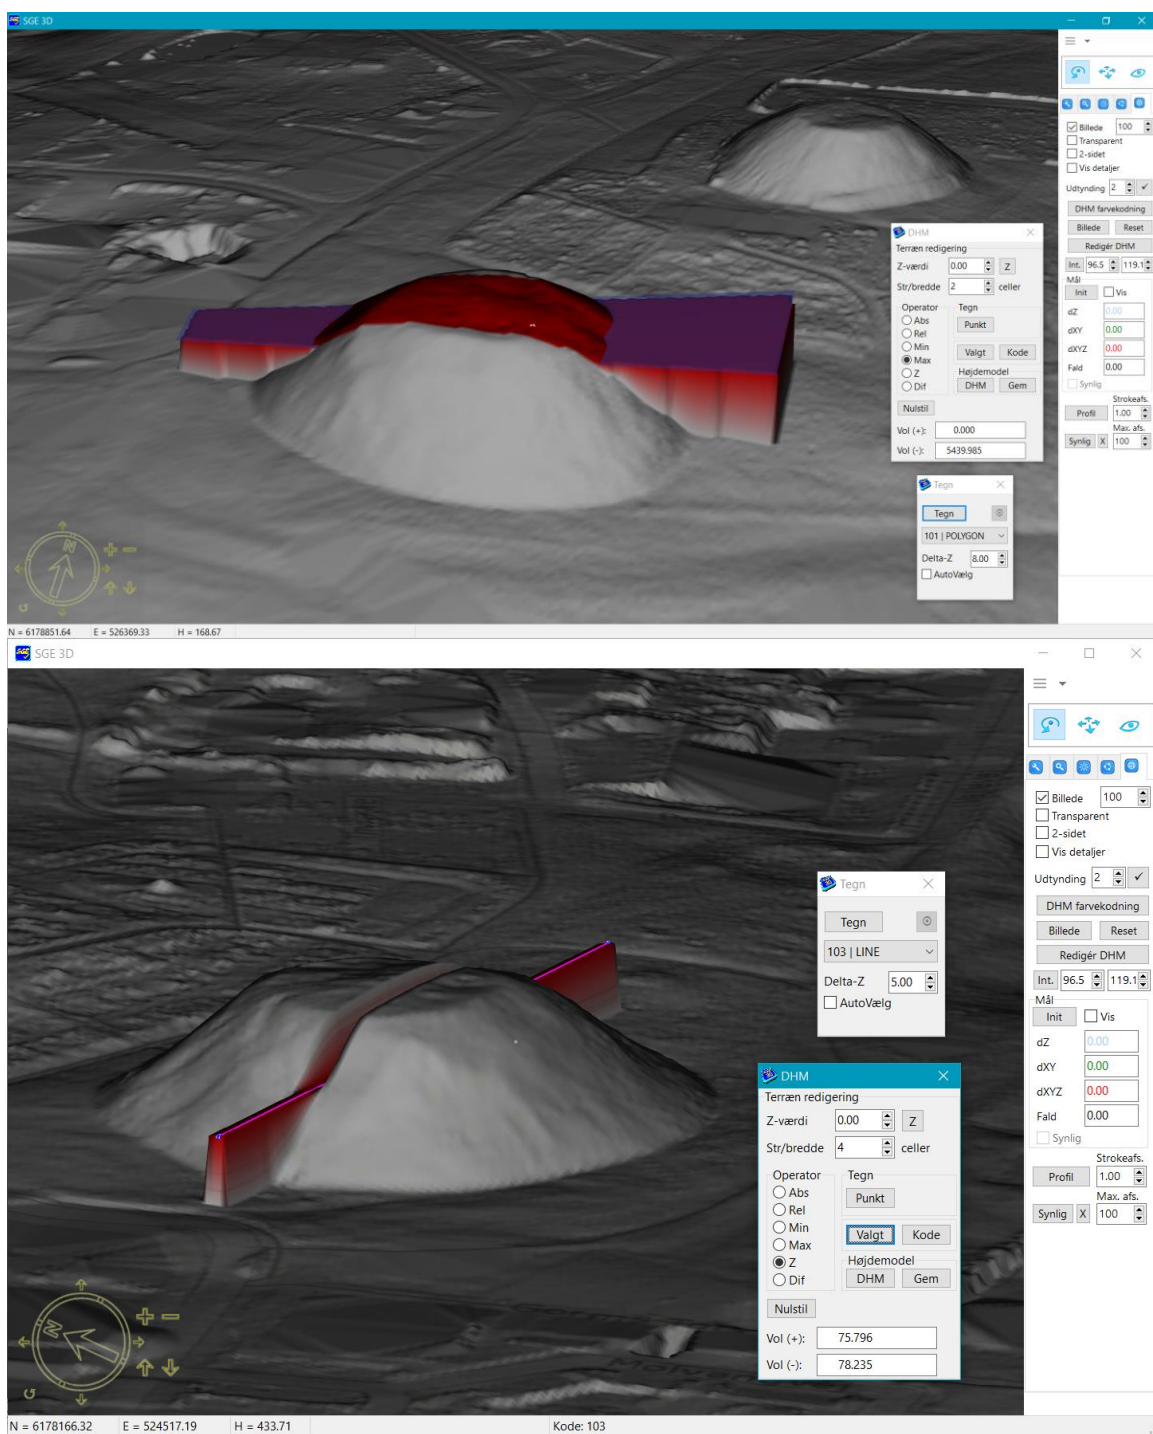 SGE 3D
Billede 100
Transparent
2-sidet
Vis detaljer
Udtynding 2
DHM farvekodning
Billede Reset
Redigér DHM
Int. 96.5 119.1
Mål
Init Vis
dZ 0.00
dXY 0.00
dXYZ 0.00
Fald 0.00
Synlig
Strokeafs.
Profil 1.00
Max. afs.
Synlig X 100
DHM
Terræn redigering
Z-værdi 0.00 Z
Str/bredde 2 celler
Operator
Abs
Rel
Min
Max
Z
Dif
Tegn
Punkt
Valgt Kode
Højdemodel
DHM Gem
Nulstil
Vol (+): 0.000
Vol (-): 5439.985
Tegn
Tegn
101 | POLYGON
Delta-Z 8.00
AutoVælg
N
N = 6178851.64 E = 526369.33 H = 168.67
SGE 3D
Billede 100
Transparent
2-sidet
Vis detaljer
Udtynding 2
DHM farvekodning
Billede Reset
Redigér DHM
Int. 96.5 119.1
Mål
Init Vis
dZ 0.00
dXY 0.00
dXYZ 0.00
Fald 0.00
Synlig
Strokeafs.
Profil 1.00
Max. afs.
Synlig X 100
Tegn
Tegn
103 | LINE
Delta-Z 5.00
AutoVælg
DHM
Terræn redigering
Z-værdi 0.00 Z
Str/bredde 4 celler
Operator
Abs
Rel
Min
Max
Z
Dif
Tegn
Punkt
Valgt Kode
Højdemodel
DHM Gem
Nulstil
Vol (+): 75.796
Vol (-): 78.235
N
N = 6178166.32 E = 524517.19 H = 433.71 Kode: 103